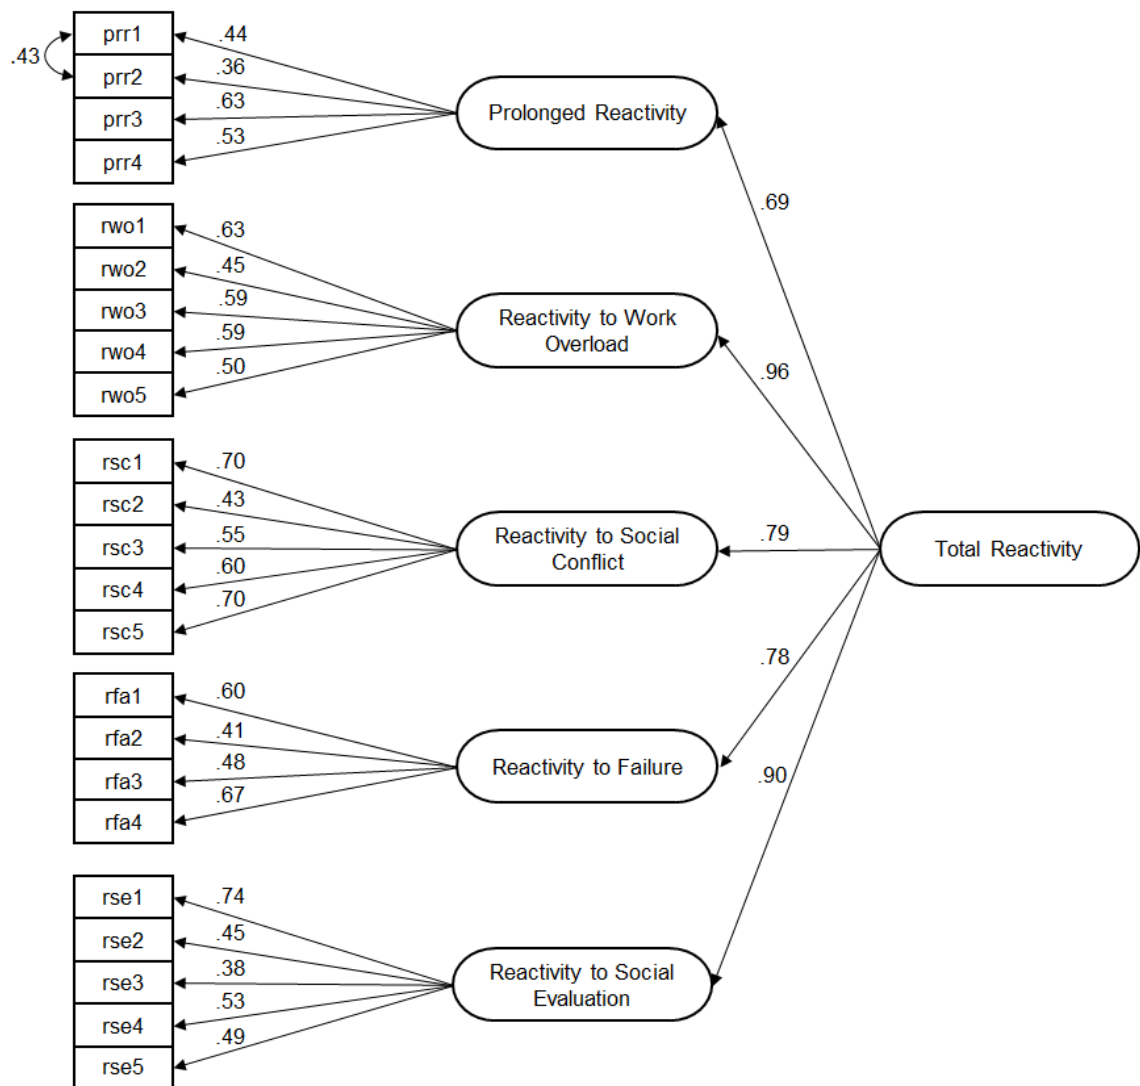 prr1
prr2
prr3
prr4
.43
.44
.36
.63
.53
Prolonged Reactivity
.69
rwo1
rwo2
rwo3
rwo4
rwo5
.63
.45
.59
.59
.50
Reactivity to Work
Overload
.96
rsc1
rsc2
rsc3
rsc4
rsc5
.70
.43
.55
.60
.70
Reactivity to Social
Conflict
.79
Total Reactivity
rfa1
rfa2
rfa3
rfa4
.60
.41
.48
.67
Reactivity to Failure
.78
rse1
rse2
rse3
rse4
rse5
.74
.45
.38
.53
.49
Reactivity to Social
Evaluation
.90